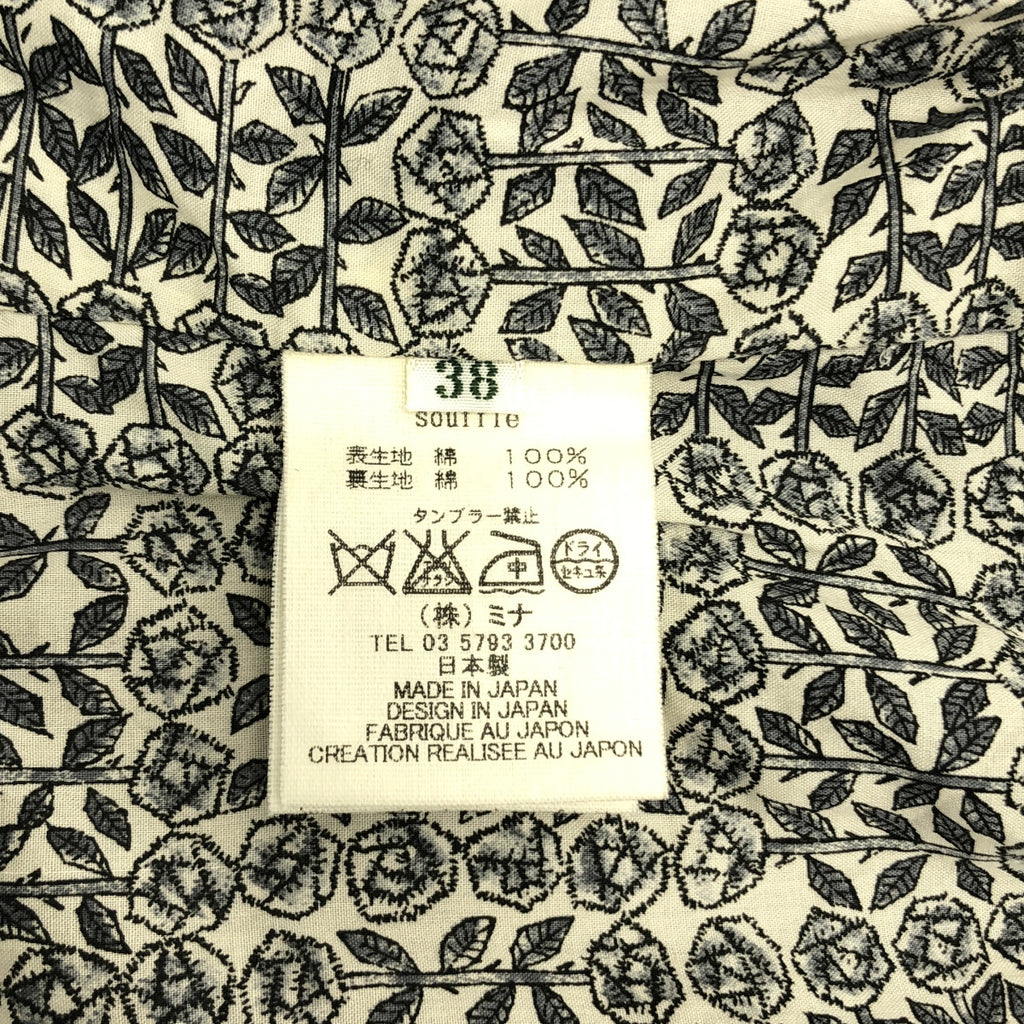 38
souffle
表生地 綿 100%
裏生地 綿 100%
タンブラー禁止
中
ドライ
セキユ系
(株)ミナ
TEL 03 5793 3700
日本製
MADE IN JAPAN
DESIGN IN JAPAN
FABRIQUE AU JAPON
CREATION REALISEE AU JAPON